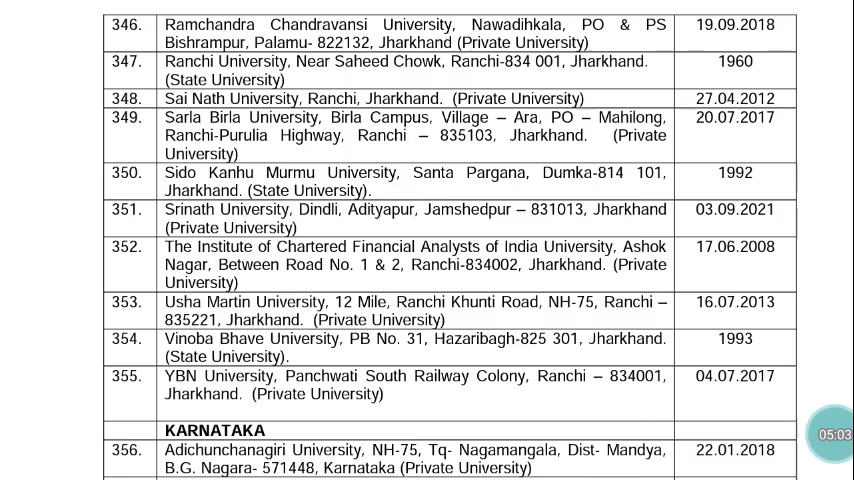 346. Ramchandra Chandravansi University, Nawadihkala, PO & PS 19.09.2018
Bishrampur, Palamu- 822132, Jharkhand (Private University)
347. Ranchi University, Near Saheed Chowk, Ranchi-834 001, Jharkhand. 1960
(State University)
348. Sai Nath University, Ranchi, Jharkhand. (Private University) 27.04.2012
349. Sarla Birla University, Birla Campus, Village – Ara, PO – Mahilong, 20.07.2017
Ranchi-Purulia Highway, Ranchi – 835103, Jharkhand. (Private
University)
350. Sido Kanhu Murmu University, Santa Pargana, Dumka-814 101, 1992
Jharkhand. (State University).
351. Srinath University, Dindli, Adityapur, Jamshedpur – 831013, Jharkhand 03.09.2021
(Private University)
352. The Institute of Chartered Financial Analysts of India University, Ashok 17.06.2008
Nagar, Between Road No. 1 & 2, Ranchi-834002, Jharkhand. (Private
University)
353. Usha Martin University, 12 Mile, Ranchi Khunti Road, NH-75, Ranchi – 16.07.2013
835221, Jharkhand. (Private University)
354. Vinoba Bhave University, PB No. 31, Hazaribagh-825 301, Jharkhand. 1993
(State University).
355. YBN University, Panchwati South Railway Colony, Ranchi – 834001, 04.07.2017
Jharkhand. (Private University)
KARNATAKA
356. Adichunchanagiri University, NH-75, Tq- Nagamangala, Dist- Mandya, 22.01.2018
B.G. Nagara- 571448, Karnataka (Private University)
05:03